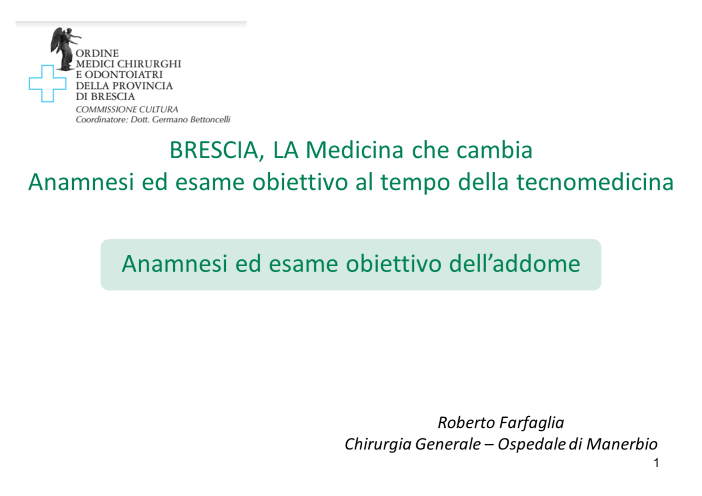 ORDINE
MEDICI CHIRURGHI
E ODONTOIATRI
DELLA PROVINCIA
DI BRESCIA
COMMISSIONE CULTURA
Coordinatore: Dott. Germano Bettoncelli
BRESCIA, LA Medicina che cambia
Anamnesi ed esame obiettivo al tempo della tecnomedicina
Anamnesi ed esame obiettivo dell’addome
Roberto Farfaglia
Chirurgia Generale – Ospedale di Manerbio
1